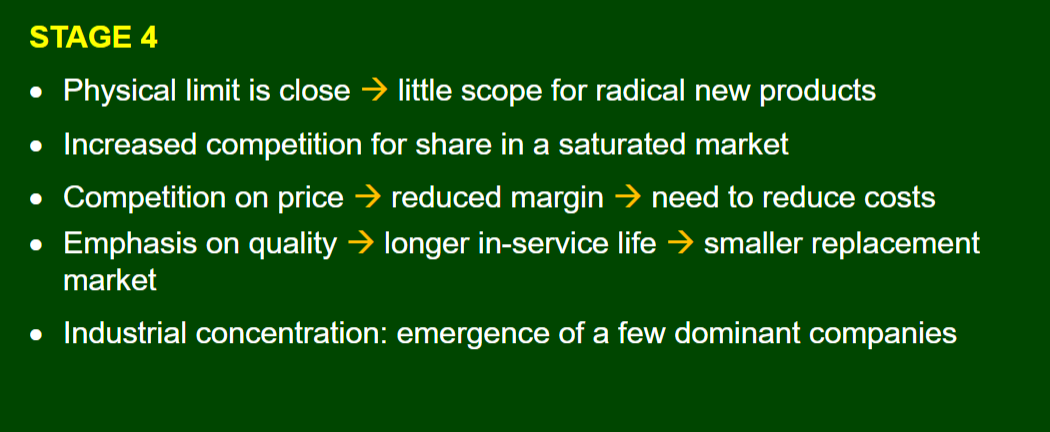 STAGE 4
• Physical limit is close → little scope for radical new products
• Increased competition for share in a saturated market
• Competition on price → reduced margin → need to reduce costs
• Emphasis on quality → longer in-service life → smaller replacement
market
• Industrial concentration: emergence of a few dominant companies